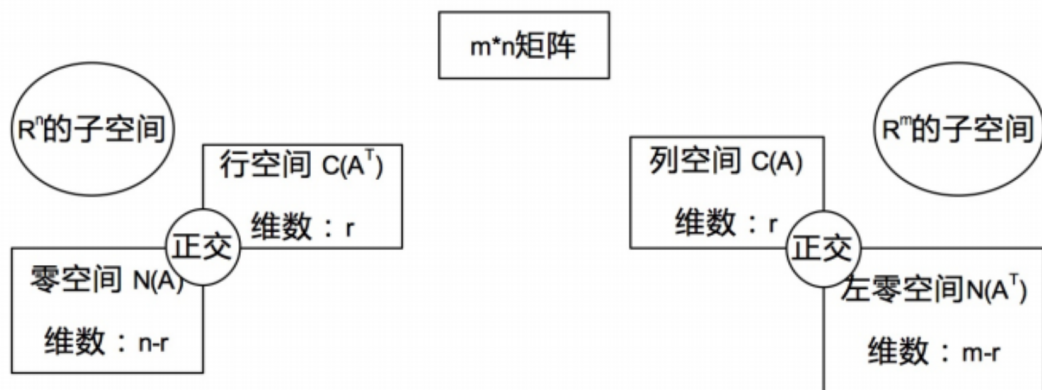 m*n矩阵
Rⁿ的子空间
行空间 C(Aᵀ)
维数：r
正交
零空间 N(A)
维数：n-r
Rᵐ的子空间
列空间 C(A)
维数：r
正交
左零空间N(Aᵀ)
维数：m-r